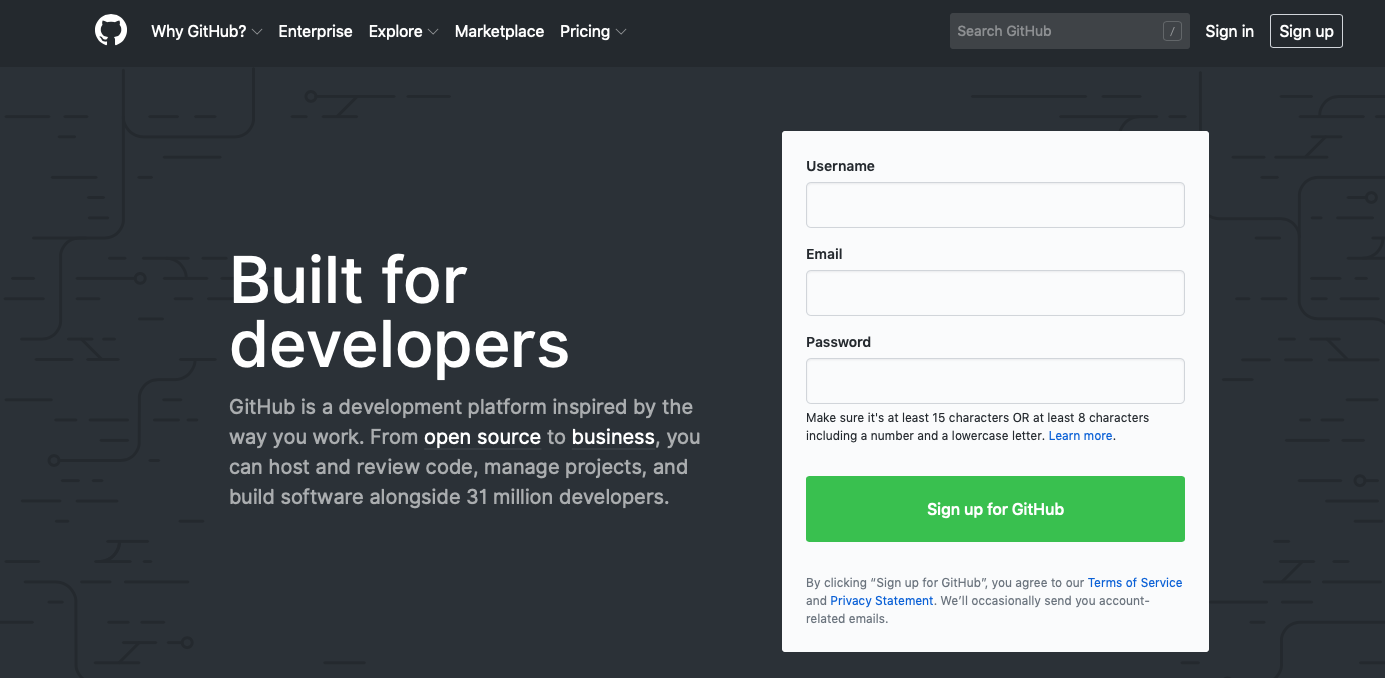 Why GitHub? Enterprise Explore Marketplace Pricing Search GitHub / Sign in Sign up
Built for
developers
GitHub is a development platform inspired by the
way you work. From open source to business, you
can host and review code, manage projects, and
build software alongside 31 million developers.
Username
Email
Password
Make sure it's at least 15 characters OR at least 8 characters
including a number and a lowercase letter. Learn more.
Sign up for GitHub
By clicking “Sign up for GitHub”, you agree to our Terms of Service
and Privacy Statement. We’ll occasionally send you account-
related emails.